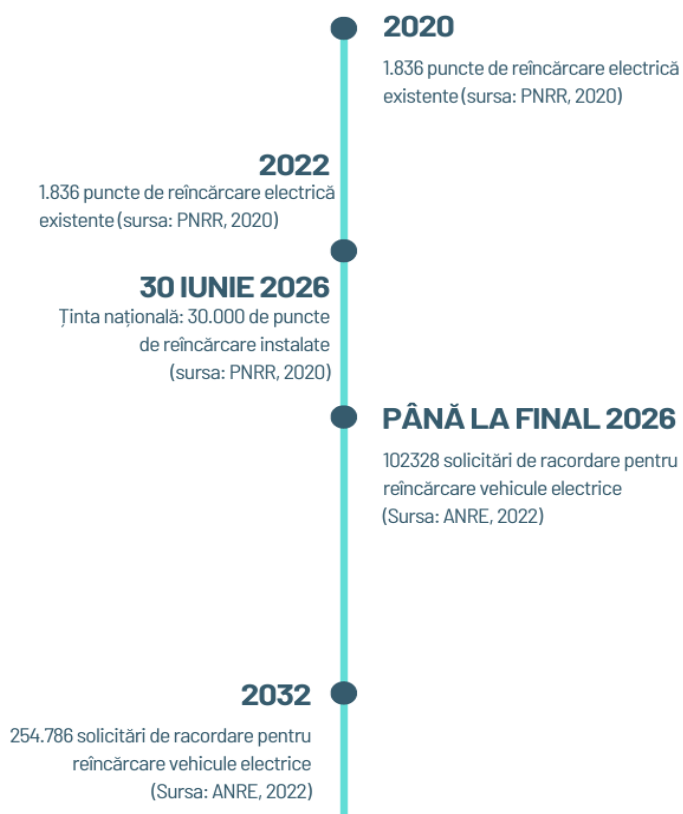 2020
1.836 puncte de reîncărcare electrică
existente (sursa: PNRR, 2020)
2022
1.836 puncte de reîncărcare electrică
existente (sursa: PNRR, 2020)
30 IUNIE 2026
Ținta națională: 30.000 de puncte
de reîncărcare instalate
(sursa: PNRR, 2020)
PÂNĂ LA FINAL 2026
102328 solicitări de racordare pentru
reîncărcare vehicule electrice
(Sursa: ANRE, 2022)
2032
254.786 solicitări de racordare pentru
reîncărcare vehicule electrice
(Sursa: ANRE, 2022)